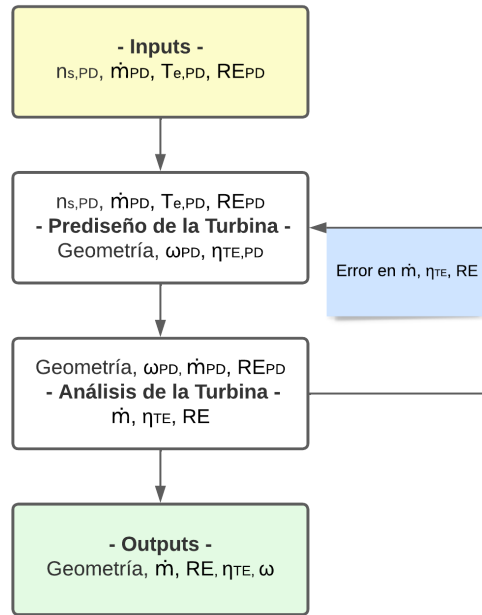 - Inputs -
ns,PD, ṁPD, Te,PD, REPD
ns,PD, ṁPD, Te,PD, REPD
- Prediseño de la Turbina -
Geometría, ωPD, ηTE,PD
Error en ṁ, ηTE, RE
Geometría, ωPD, ṁPD, REPD
- Análisis de la Turbina -
ṁ, ηTE, RE
- Outputs -
Geometría, ṁ, RE, ηTE, ω